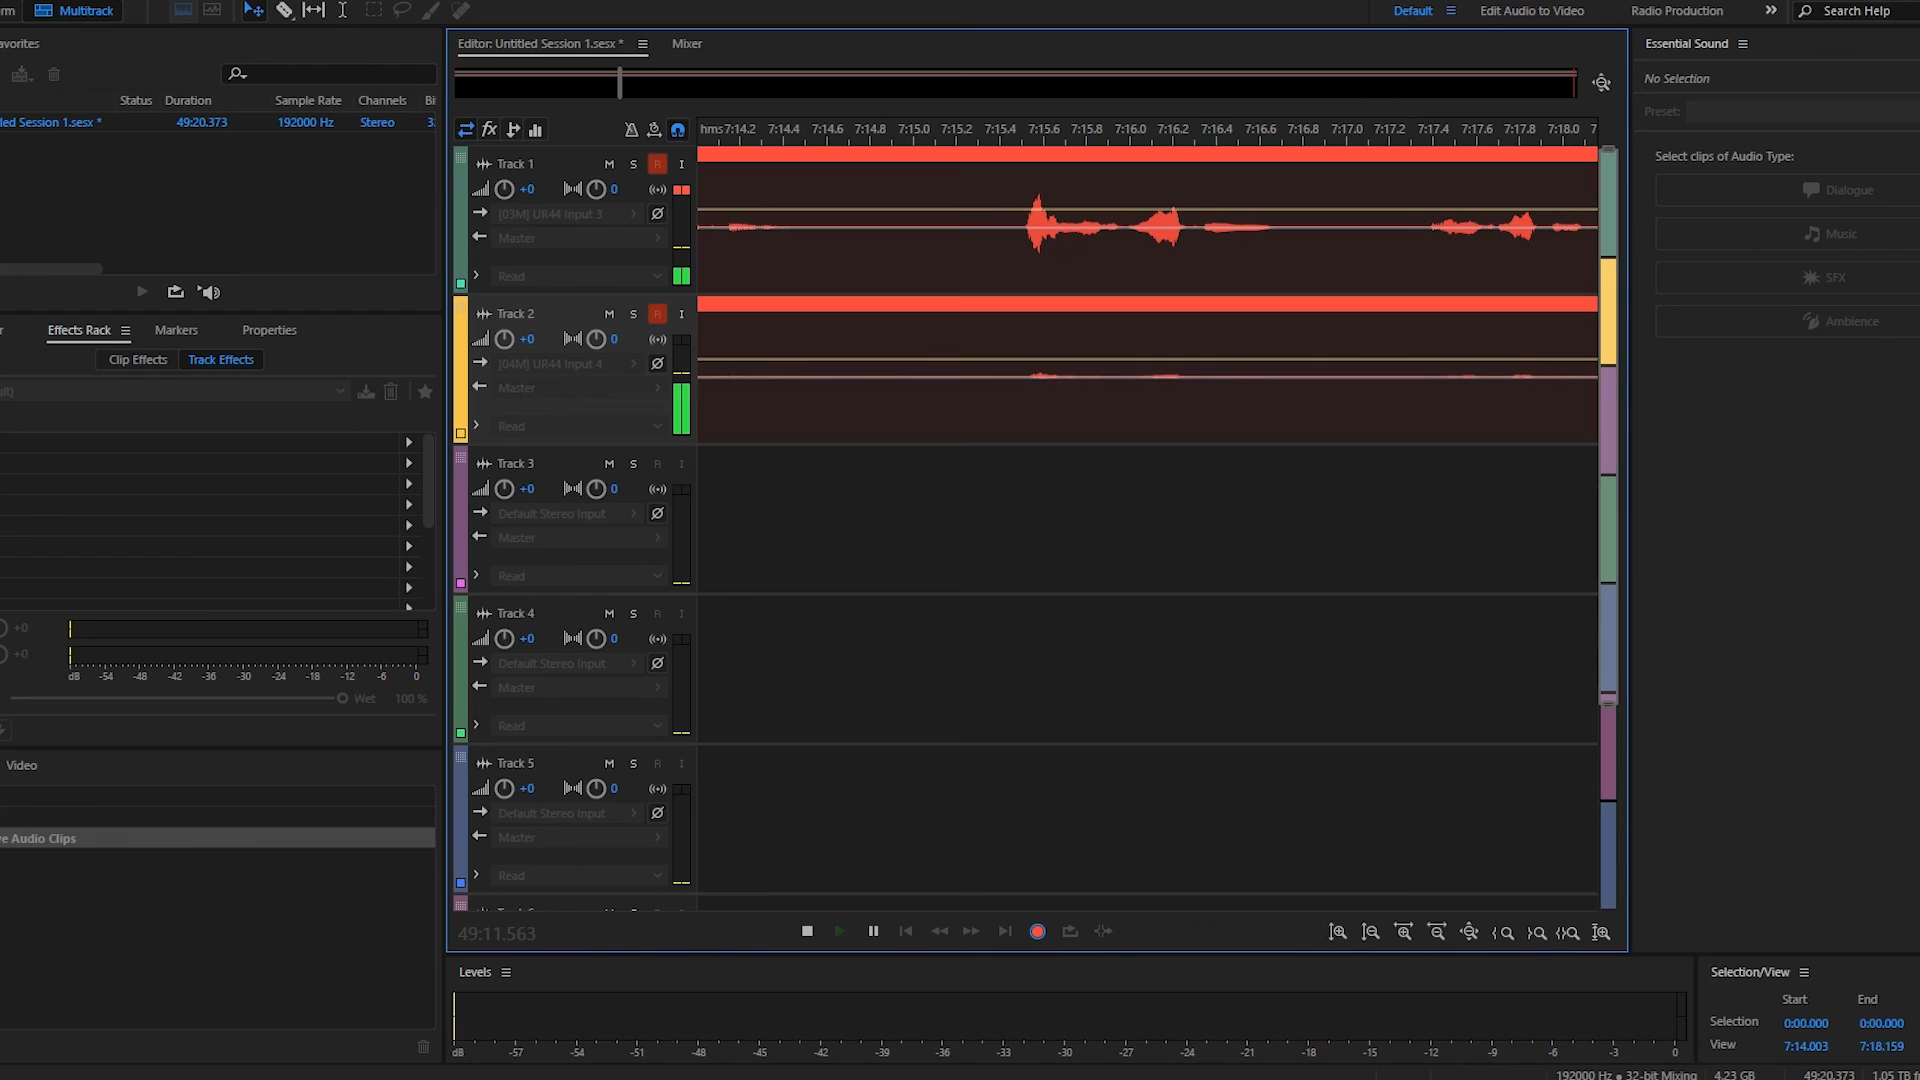 Multitrack
Default
Edit Audio to Video
Radio Production
Search Help
avorites
Editor: Untitled Session 1.sesx *
Mixer
Essential Sound
No Selection
Status Duration Sample Rate Channels Bi
led Session 1.sesx * 49:20.373 192000 Hz Stereo 3
Preset:
fx
hms 7:14.2 7:14.4 7:14.6 7:14.8 7:15.0 7:15.2 7:15.4 7:15.6 7:15.8 7:16.0 7:16.2 7:16.4 7:16.6 7:16.8 7:17.0 7:17.2 7:17.4 7:17.6 7:17.8 7:18.0 7
Select clips of Audio Type:
Dialogue
Music
SFX
Ambience
Track 1 M S R I
+0 0
[03M] UR44 Input 3
Master
Read
Track 2 M S R I
+0 0
[04M] UR44 Input 4
Master
Read
Track 3 M S R I
+0 0
Default Stereo Input
Master
Read
Track 4 M S R I
+0 0
Default Stereo Input
Master
Read
Track 5 M S R I
+0 0
Default Stereo Input
Master
Read
r Effects Rack Markers Properties
Clip Effects Track Effects
+0
+0
dB -54 -48 -42 -36 -30 -24 -18 -12 -6 0
Wet 100 %
Video
e Audio Clips
49:11.563
Levels
dB -57 -54 -51 -48 -45 -42 -39 -36 -33 -30 -27 -24 -21 -18 -15 -12 -9 -6 -3 0
Selection/View
Start End
Selection 0:00.000 0:00.000
View 7:14.003 7:18.159
192000 Hz • 32-bit Mixing 4.23 GB 49:20.373 1.05 TB f